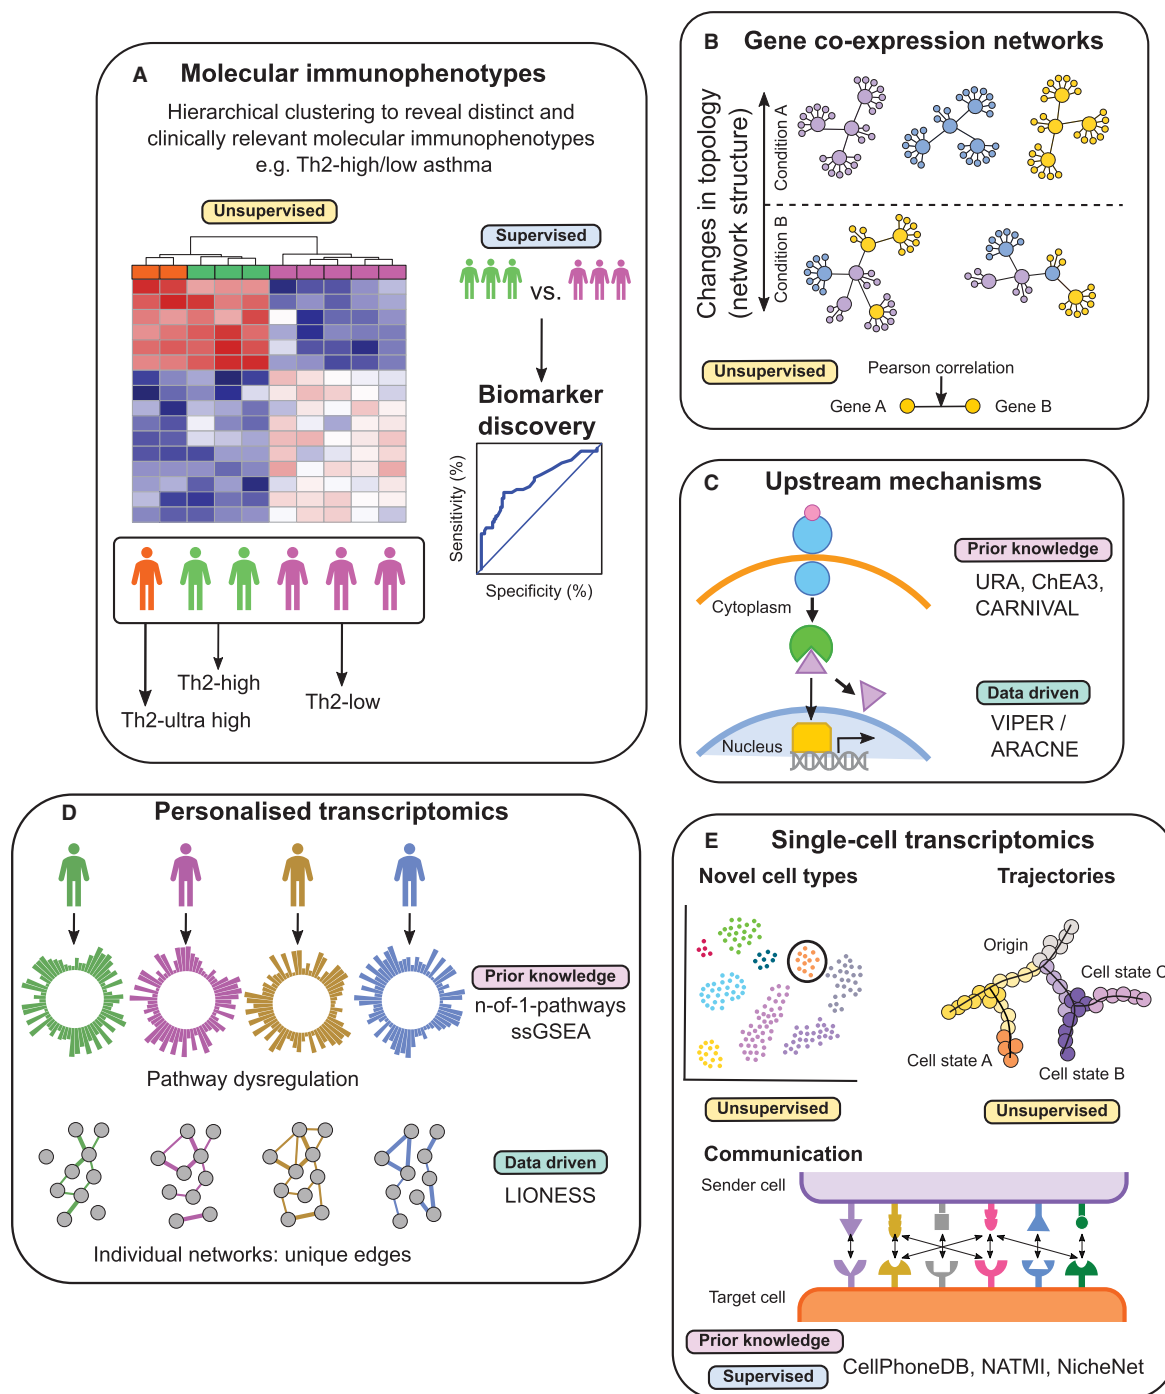 A Molecular immunophenotypes
Hierarchical clustering to reveal distinct and
clinically relevant molecular immunophenotypes
e.g. Th2-high/low asthma
Unsupervised
Supervised
vs.
Biomarker
discovery
Sensitivity (%)
Specificity (%)
Th2-high
Th2-low
Th2-ultra high
B Gene co-expression networks
Changes in topology
(network structure)
Condition A
Condition B
Unsupervised
Pearson correlation
Gene A
Gene B
C Upstream mechanisms
Prior knowledge
URA, ChEA3,
CARNIVAL
Cytoplasm
Data driven
VIPER /
ARACNE
Nucleus
D Personalised transcriptomics
Prior knowledge
n-of-1-pathways
ssGSEA
Pathway dysregulation
Data driven
LIONESS
Individual networks: unique edges
E Single-cell transcriptomics
Novel cell types
Trajectories
Origin
Cell state C
Cell state A
Cell state B
Unsupervised
Unsupervised
Communication
Sender cell
Target cell
Prior knowledge
Supervised
CellPhoneDB, NATMI, NicheNet